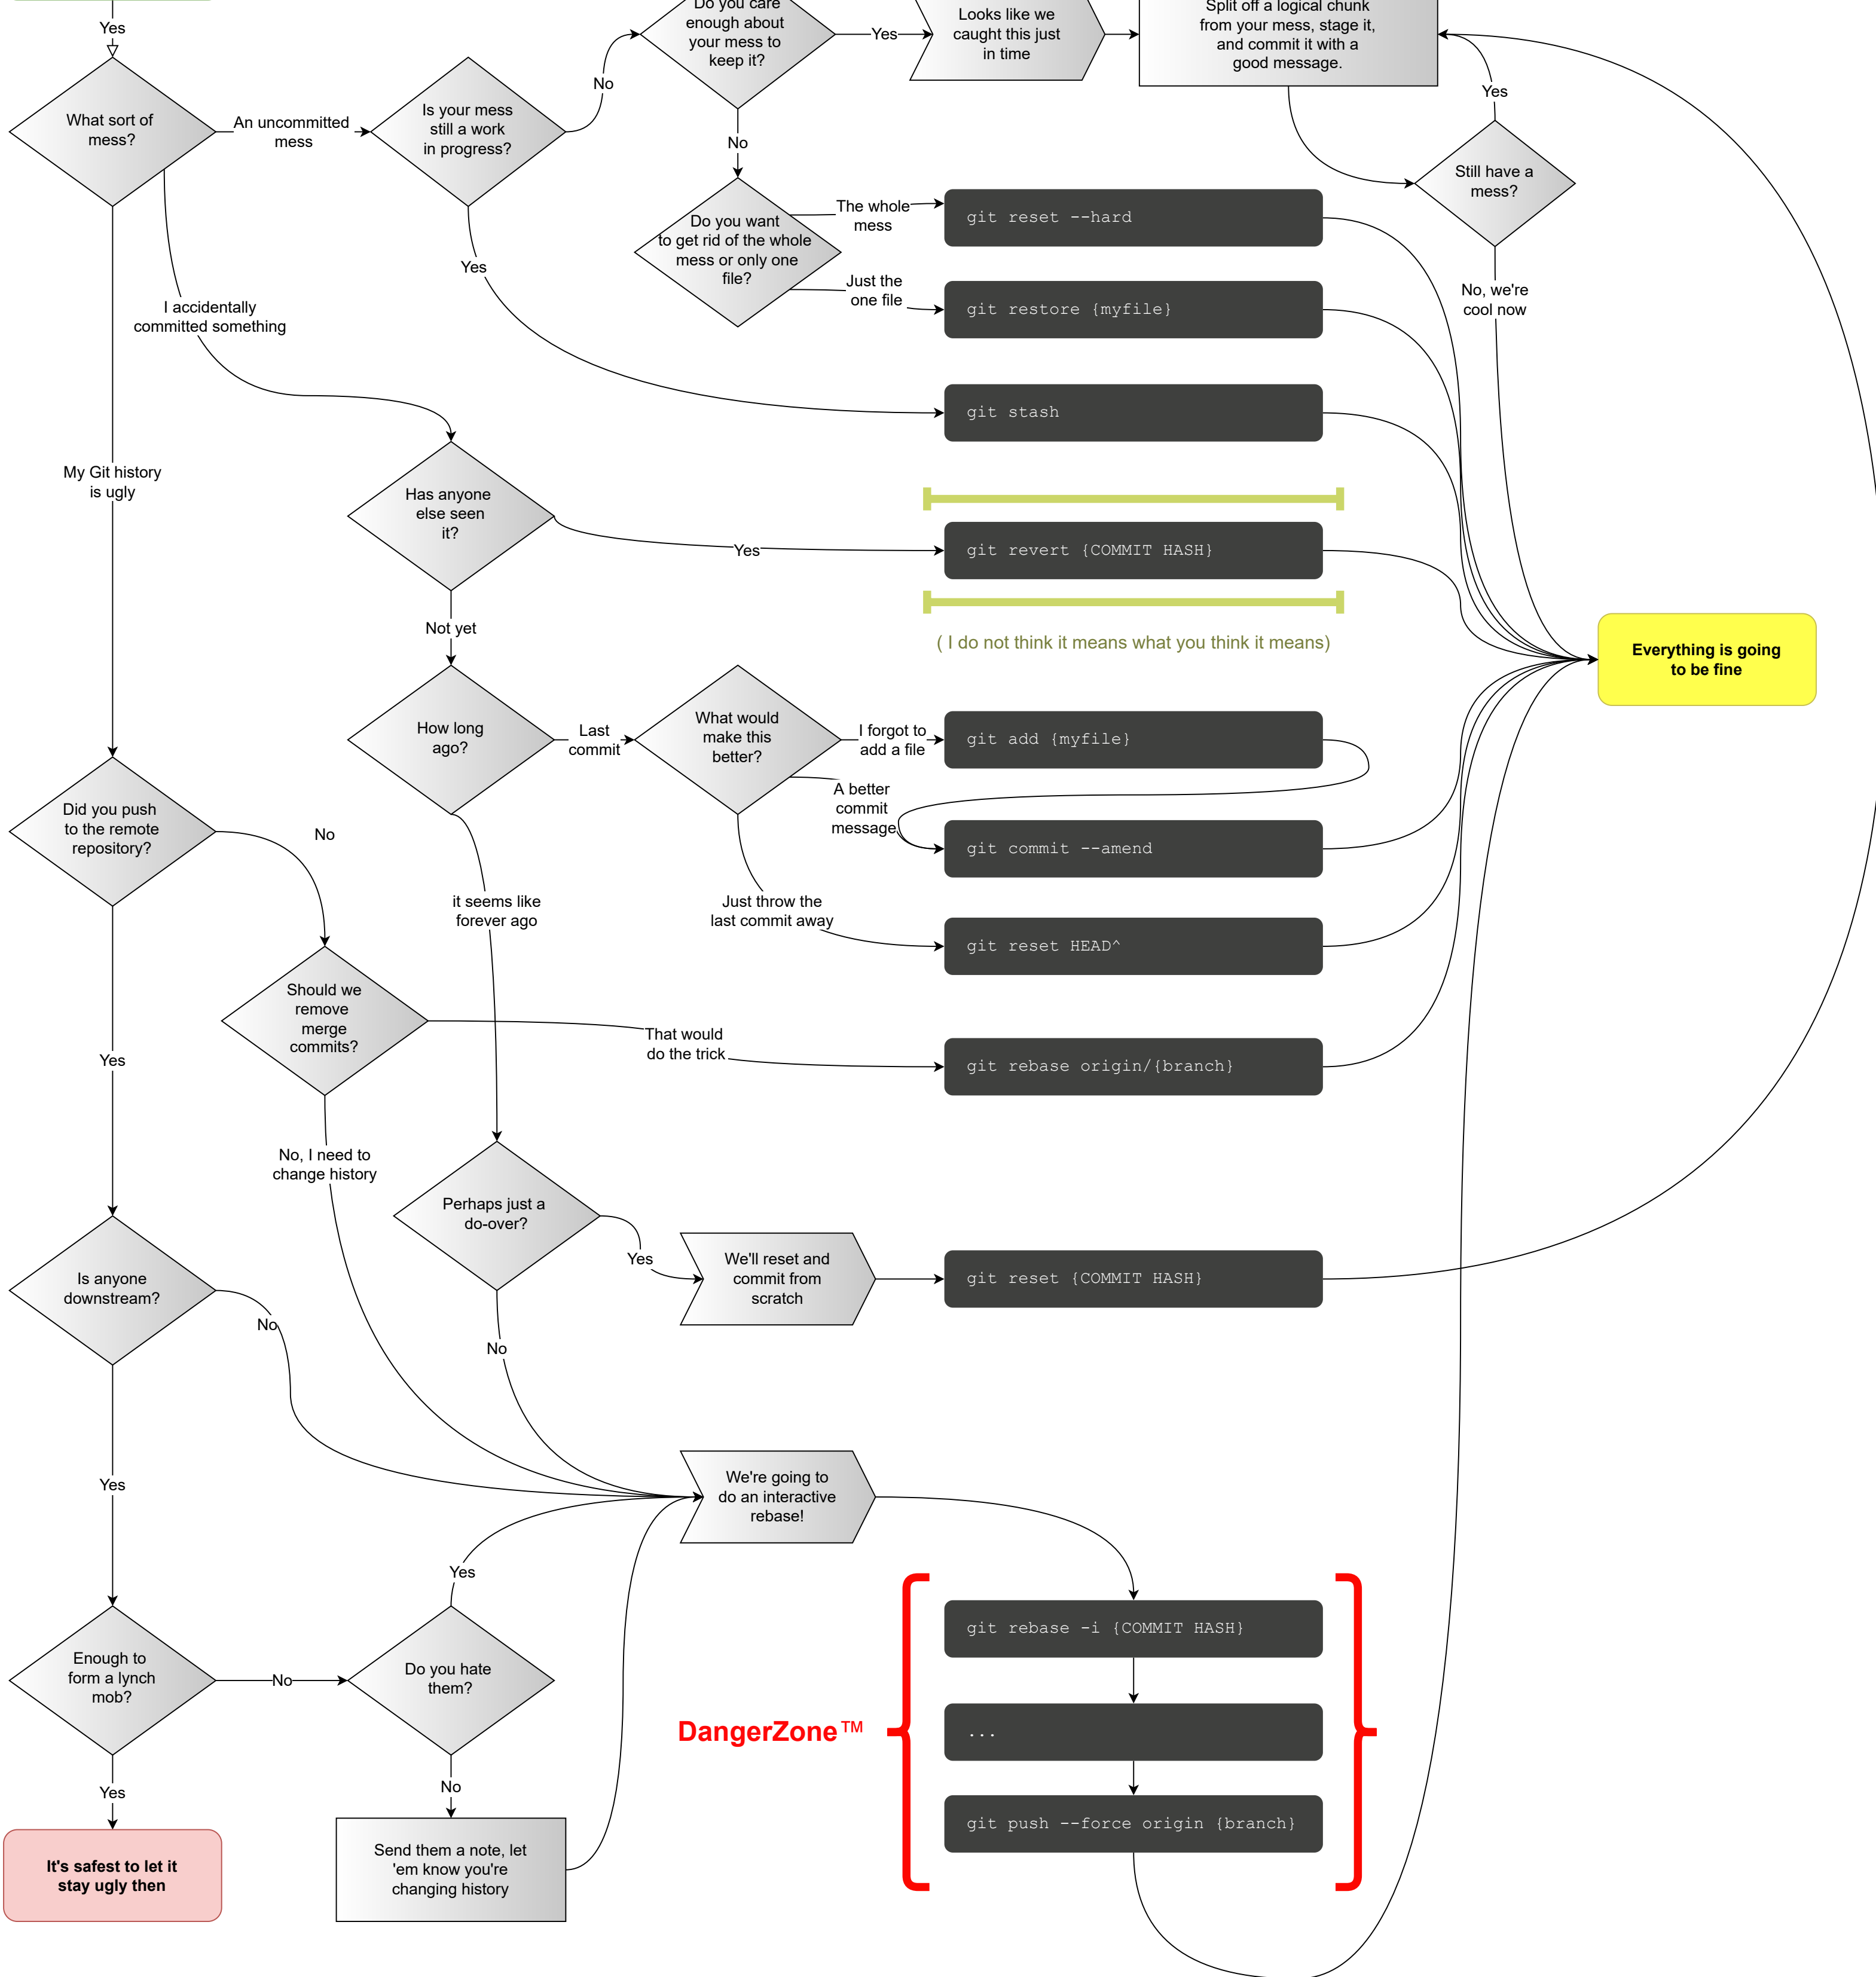 Yes
Do you care
enough about
your mess to
keep it?
Yes
Looks like we
caught this just
in time
Split off a logical chunk
from your mess, stage it,
and commit it with a
good message.
What sort of
mess?
An uncommitted
mess
Is your mess
still a work
in progress?
No
No
Yes
Still have a
mess?
Do you want
to get rid of the whole
mess or only one
file?
The whole
mess
git reset --hard
Just the
one file
git restore {myfile}
No, we're
cool now
Yes
I accidentally
committed something
git stash
My Git history
is ugly
Has anyone
else seen
it?
Yes
git revert {COMMIT HASH}
( I do not think it means what you think it means)
Not yet
Everything is going
to be fine
How long
ago?
Last
commit
What would
make this
better?
I forgot to
add a file
git add {myfile}
A better
commit
message
git commit --amend
Did you push
to the remote
repository?
No
it seems like
forever ago
Just throw the
last commit away
git reset HEAD^
Should we
remove
merge
commits?
That would
do the trick
git rebase origin/{branch}
Yes
No, I need to
change history
Perhaps just a
do-over?
Yes
We'll reset and
commit from
scratch
git reset {COMMIT HASH}
Is anyone
downstream?
No
No
Yes
We're going to
do an interactive
rebase!
Yes
git rebase -i {COMMIT HASH}
Enough to
form a lynch
mob?
No
Do you hate
them?
DangerZone™
...
Yes
No
git push --force origin {branch}
It's safest to let it
stay ugly then
Send them a note, let
'em know you're
changing history